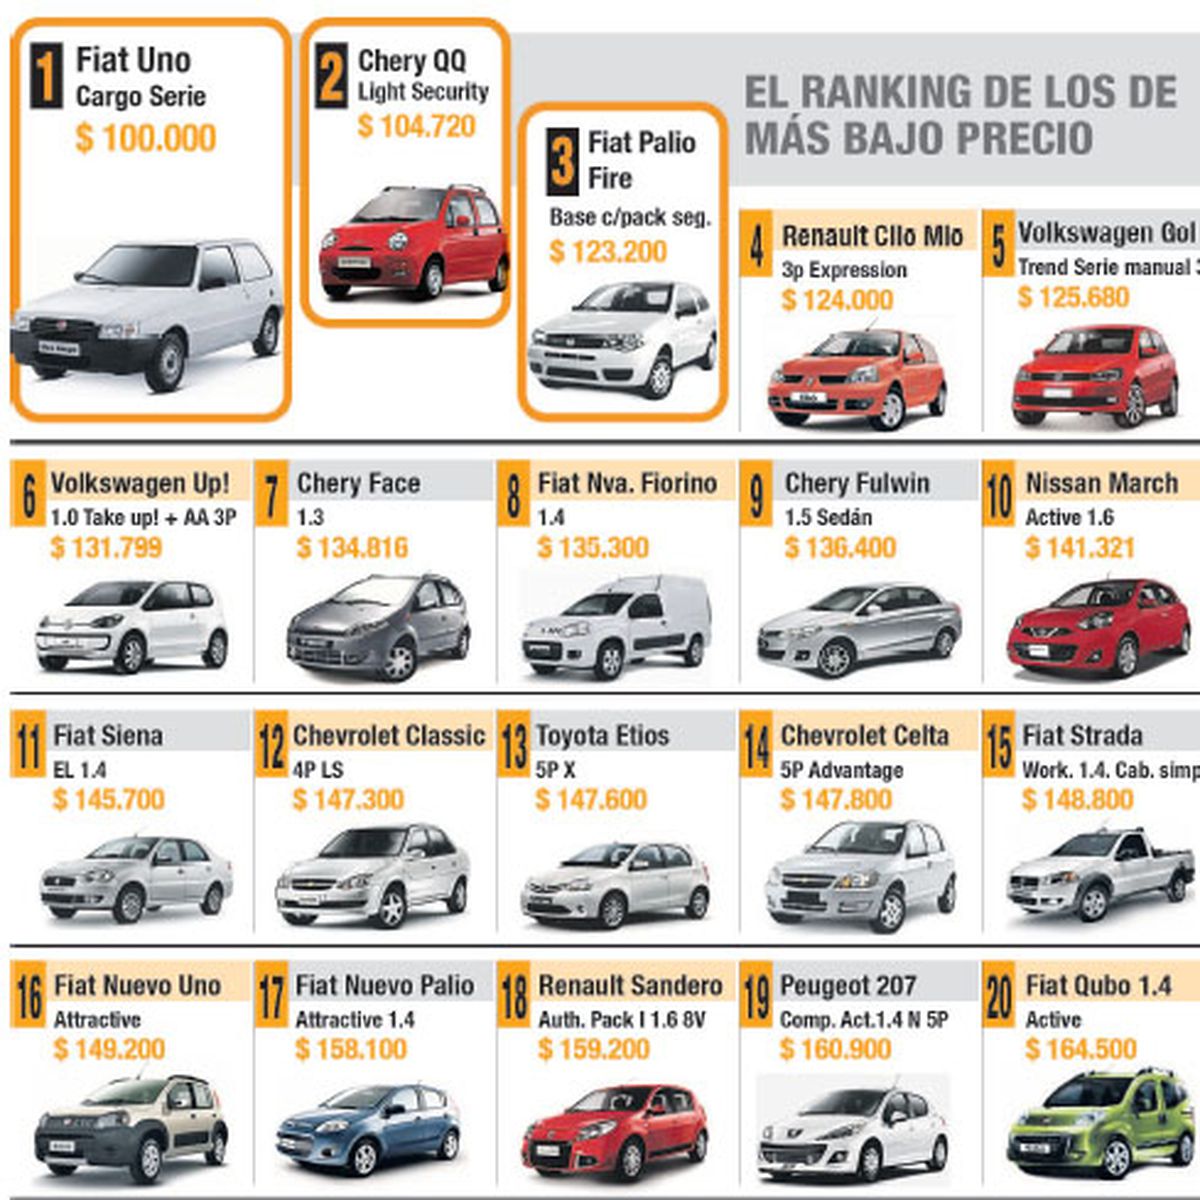 1
Fiat Uno
Cargo Serie
$ 100.000
2
Chery QQ
Light Security
$ 104.720
3
Fiat Palio
Fire
Base c/pack seg.
$ 123.200
EL RANKING DE LOS DE
MÁS BAJO PRECIO
4
Renault Clio Mio
3p Expression
$ 124.000
5
Volkswagen Gol
Trend Serie manual 3
$ 125.680
6
Volkswagen Up!
1.0 Take up! + AA 3P
$ 131.799
7
Chery Face
1.3
$ 134.816
8
Fiat Nva. Fiorino
1.4
$ 135.300
9
Chery Fulwin
1.5 Sedán
$ 136.400
10
Nissan March
Active 1.6
$ 141.321
11
Fiat Siena
EL 1.4
$ 145.700
12
Chevrolet Classic
4P LS
$ 147.300
13
Toyota Etios
5P X
$ 147.600
14
Chevrolet Celta
5P Advantage
$ 147.800
15
Fiat Strada
Work. 1.4. Cab. simp
$ 148.800
16
Fiat Nuevo Uno
Attractive
$ 149.200
17
Fiat Nuevo Palio
Attractive 1.4
$ 158.100
18
Renault Sandero
Auth. Pack I 1.6 8V
$ 159.200
19
Peugeot 207
Comp. Act.1.4 N 5P
$ 160.900
20
Fiat Qubo 1.4
Active
$ 164.500